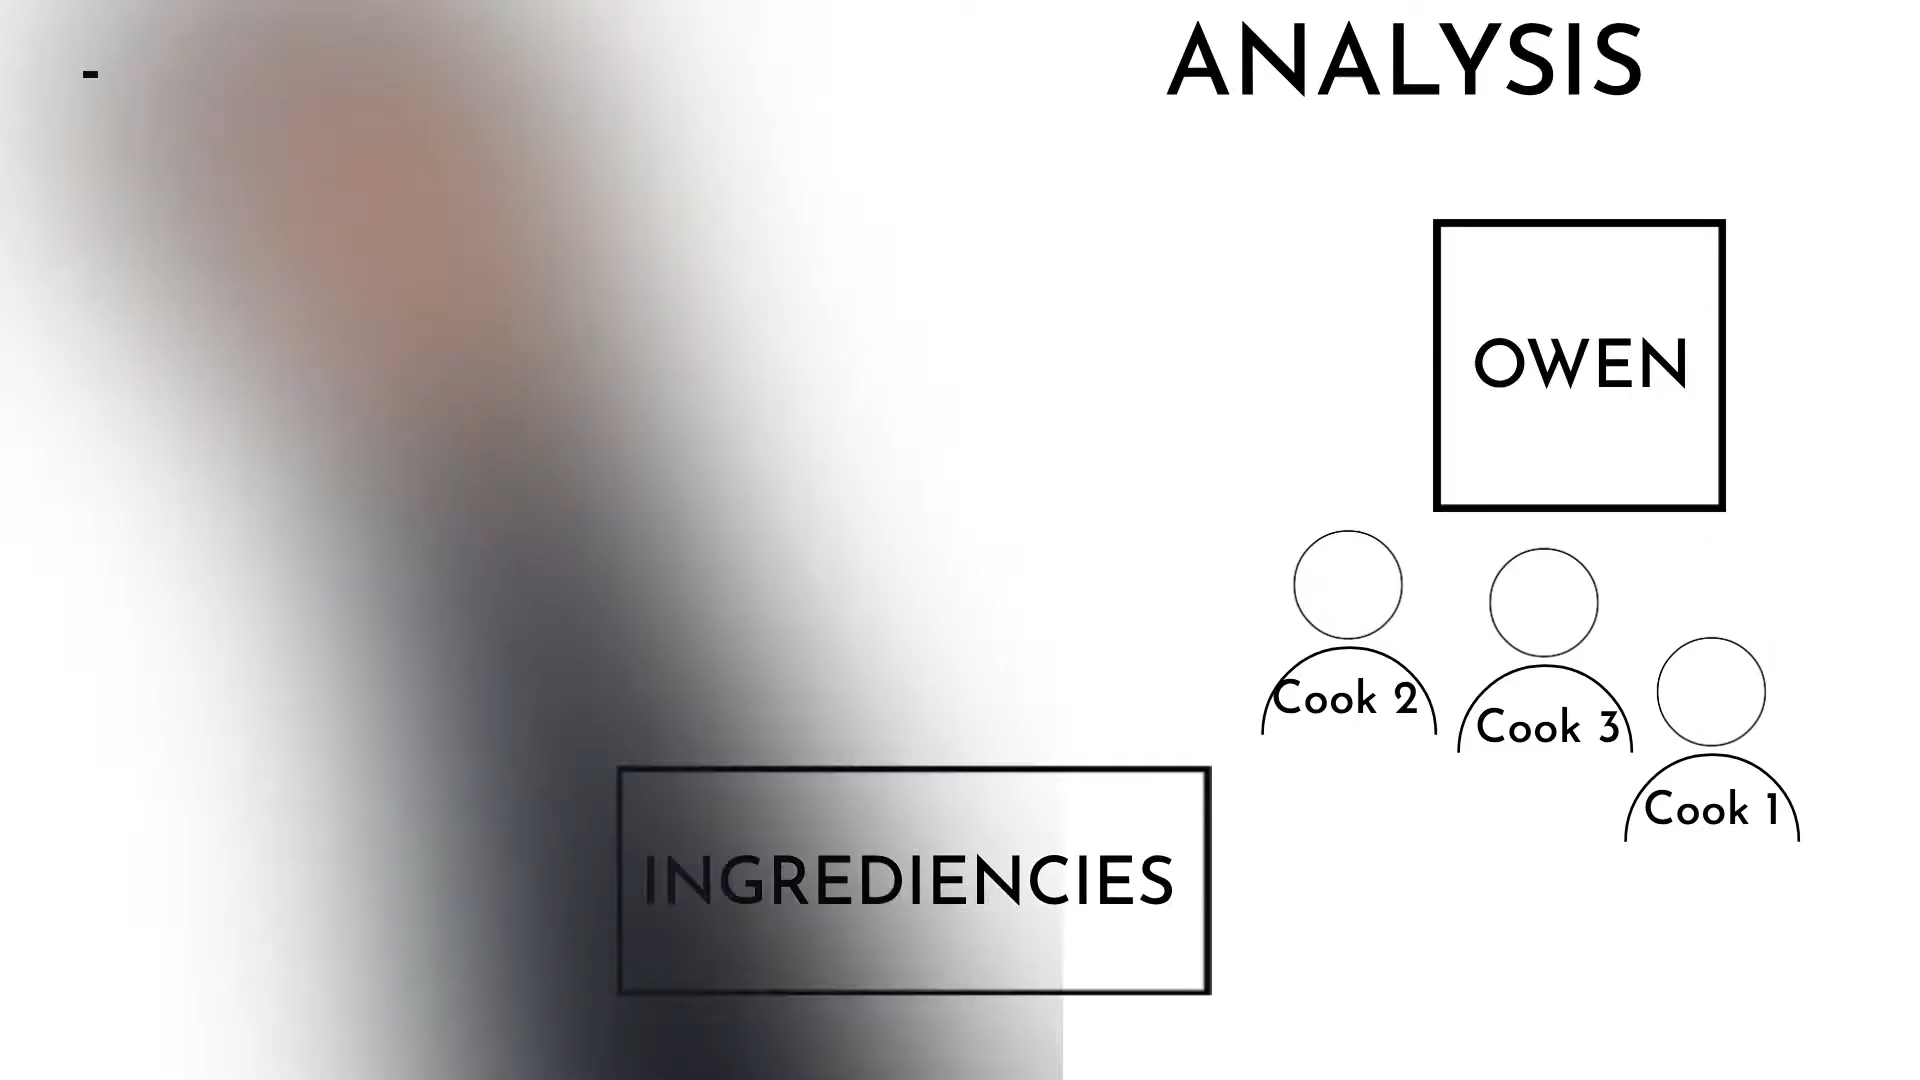 -
ANALYSIS
OWEN
Cook 2
Cook 3
Cook 1
INGREDIENCIES